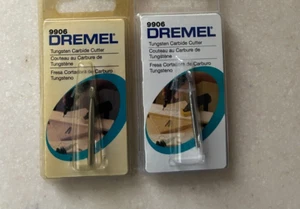 9906
DREMEL
Tungsten Carbide Cutter
Couteau au Carbure de
Tungstène
Fresa Cortadora de Carburo
Tungsteno
9906
DREMEL
Tungsten Carbide Cutter
Couteau au Carbure de
Tungstène
Fresa Cortadora de Carburo
Tungsteno